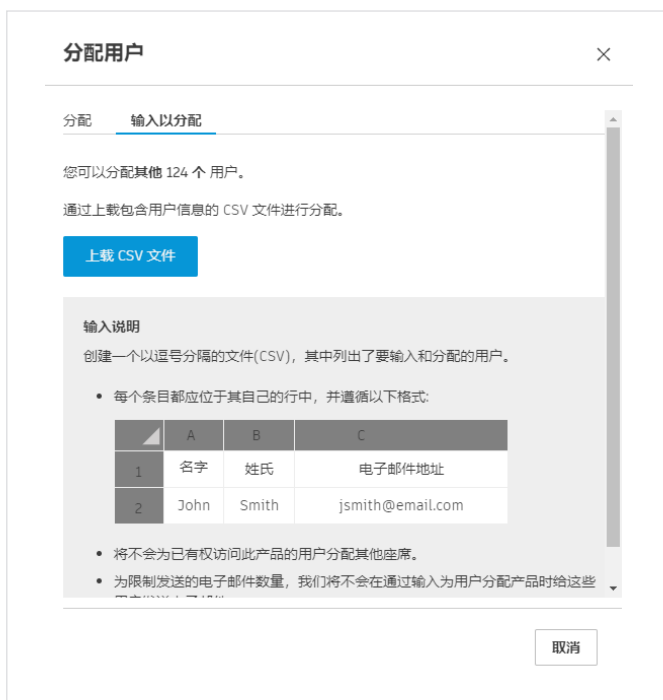 分配用户
分配 输入以分配
您可以分配其他 124 个 用户。
通过上载包含用户信息的 CSV 文件进行分配。
上载 CSV 文件
输入说明
创建一个以逗号分隔的文件(CSV)，其中列出了要输入和分配的用户。
• 每个条目都应位于其自己的行中，并遵循以下格式:
A B C
1 名字 姓氏 电子邮件地址
2 John Smith jsmith@email.com
• 将不会为已有权访问此产品的用户分配其他座席。
• 为限制发送的电子邮件数量，我们将不会在通过输入为用户分配产品时给这些
取消